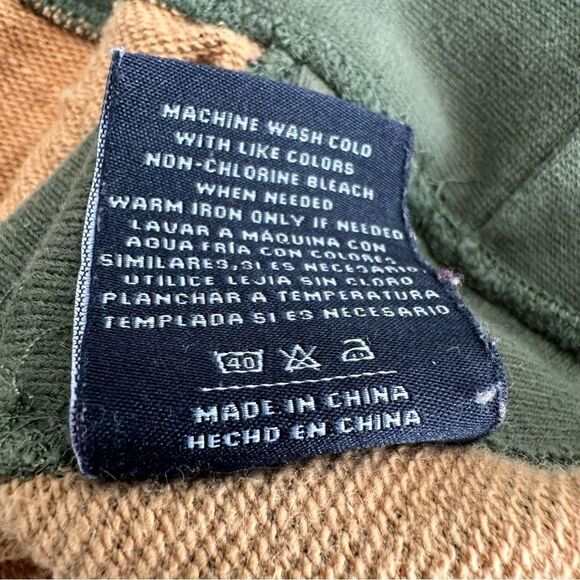 MACHINE WASH COLD
WITH LIKE COLORS
NON-CHLORINE BLEACH
WHEN NEEDED
WARM IRON ONLY IF NEEDED
LAVAR A MÁQUINA CON
AGUA FRÍA CON COLORES
SIMILARES, SI ES NECESARIO
UTILICE LEJIA SIN CLORO
PLANCHAR A TEMPERATURA
TEMPLADA SI ES NECESARIO
40
MADE IN CHINA
HECHO EN CHINA